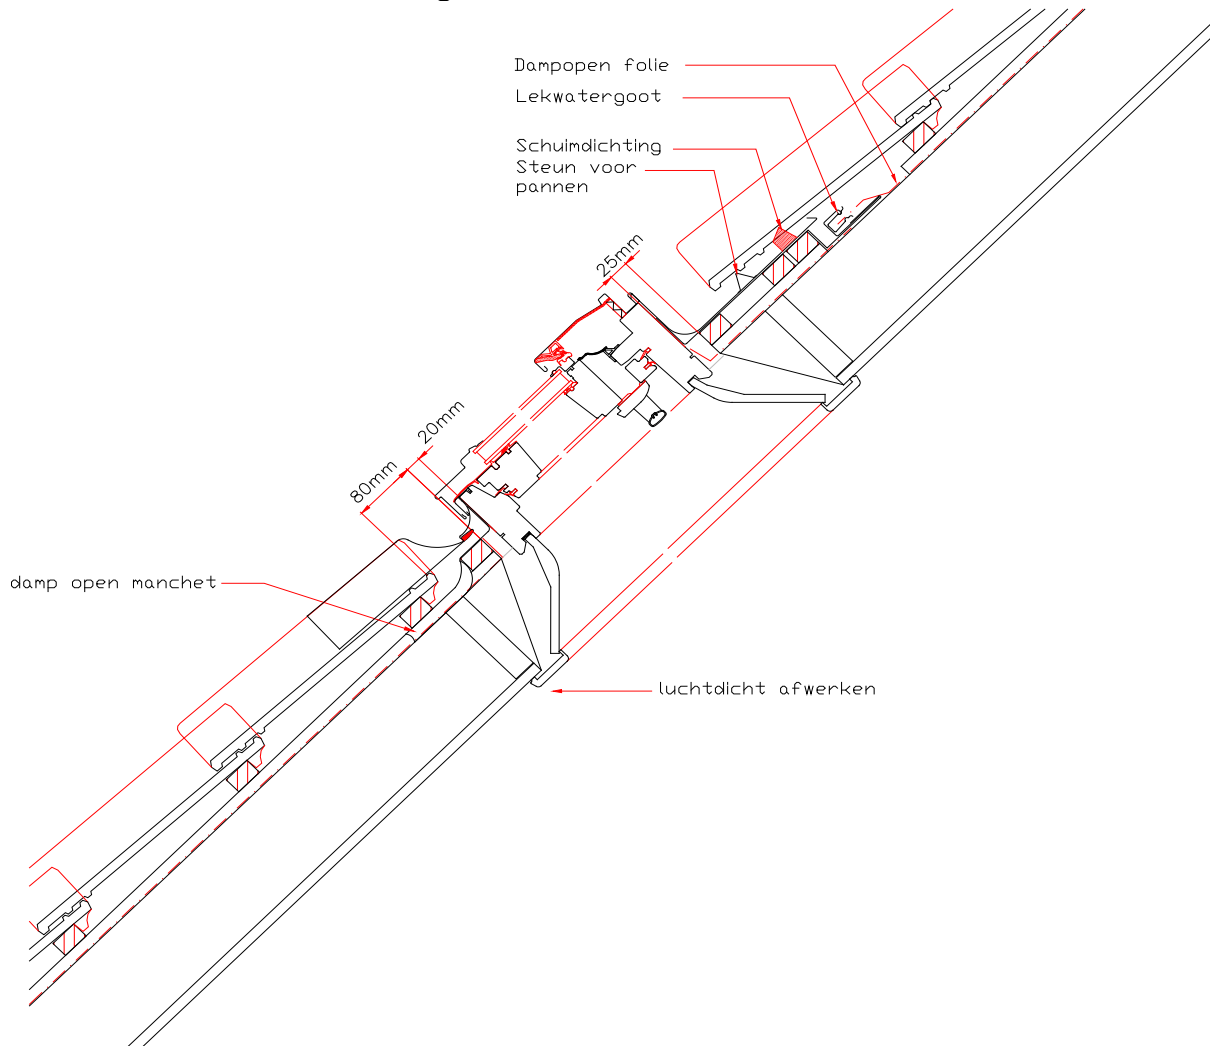 Dampopen folie
Lekwatergoot
Schuimdichting
Steun voor
pannen
25mm
20mm
80mm
damp open manchet
luchtdicht afwerken